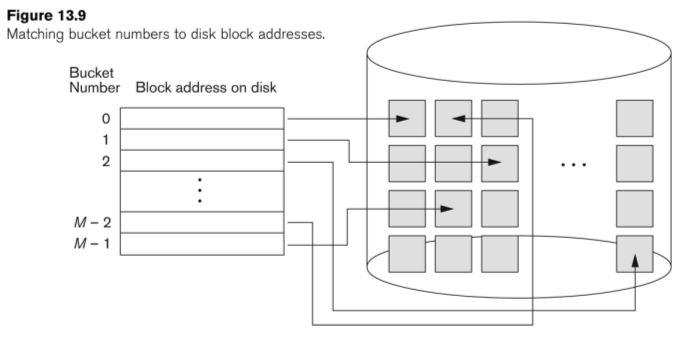 Figure 13.9
Matching bucket numbers to disk block addresses.
Bucket
Number Block address on disk
0
1
2
M – 2
M – 1